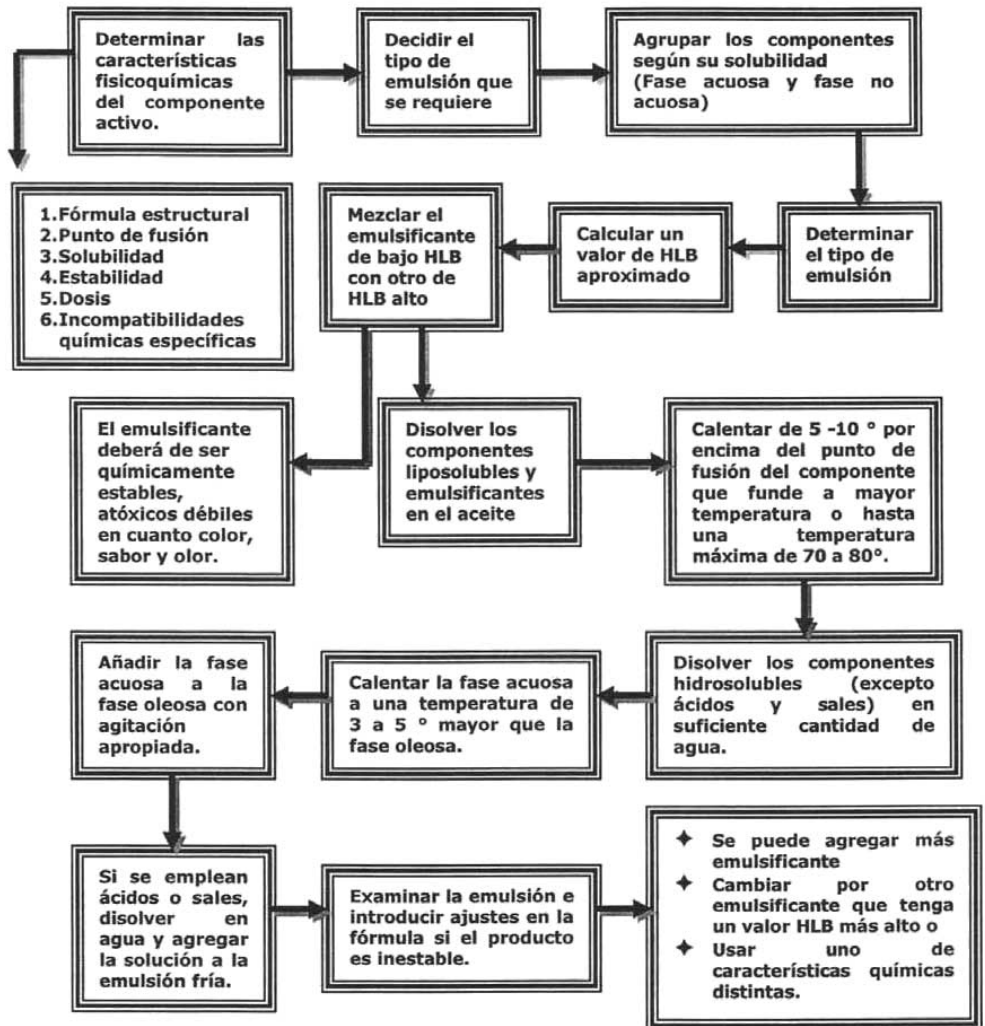 Determinar las
características
fisicoquímicas
del componente
activo.
Decidir el
tipo de
emulsión que
se requiere
Agrupar los componentes
según su solubilidad
(Fase acuosa y fase no
acuosa)
1.Fórmula estructural
2.Punto de fusión
3.Solubilidad
4.Estabilidad
5.Dosis
6.Incompatibilidades
químicas específicas
Mezclar el
emulsificante
de bajo HLB
con otro de
HLB alto
Calcular un
valor de HLB
aproximado
Determinar
el tipo de
emulsión
El emulsificante
deberá de ser
químicamente
estables,
atóxicos débiles
en cuanto color,
sabor y olor.
Disolver los
componentes
liposolubles y
emulsificantes
en el aceite
Calentar de 5 -10 ° por
encima del punto de
fusión del componente
que funde a mayor
temperatura o hasta
una temperatura
máxima de 70 a 80°.
Añadir la fase
acuosa a la
fase oleosa con
agitación
apropiada.
Calentar la fase acuosa
a una temperatura de
3 a 5 ° mayor que la
fase oleosa.
Disolver los componentes
hidrosolubles (excepto
ácidos y sales) en
suficiente cantidad de
agua.
Si se emplean
ácidos o sales,
disolver en
agua y agregar
la solución a la
emulsión fría.
Examinar la emulsión e
introducir ajustes en la
fórmula si el producto
es inestable.
✦ Se puede agregar más
emulsificante
✦ Cambiar por otro
emulsificante que tenga
un valor HLB más alto o
✦ Usar uno de
características químicas
distintas.